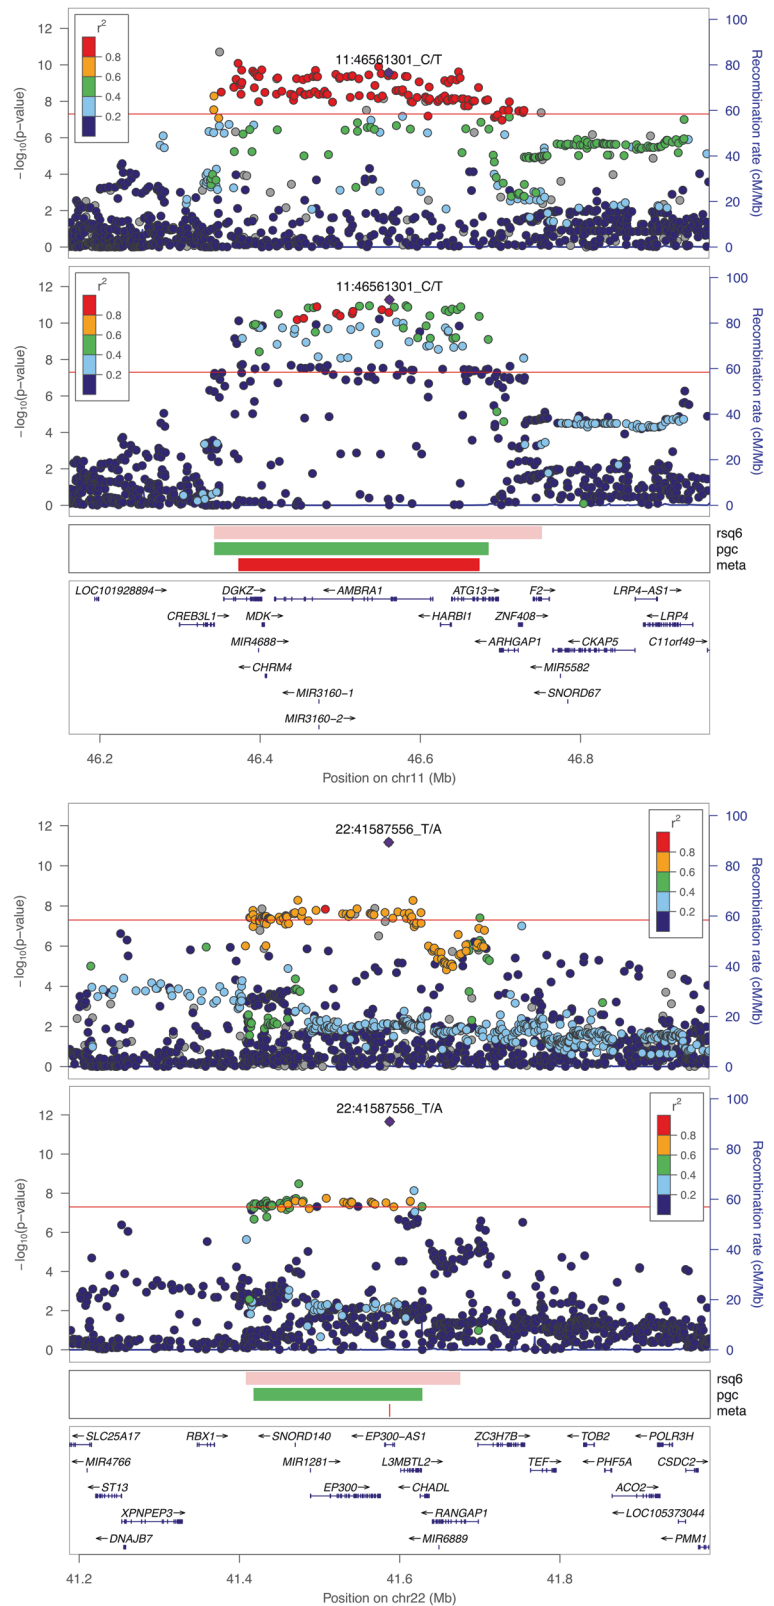 r2
0.8
0.6
0.4
0.2
11:46561301_C/T
−log10(p−value)
0
2
4
6
8
10
12
Recombination rate (cM/Mb)
0
20
40
60
80
100
r2
0.8
0.6
0.4
0.2
11:46561301_C/T
−log10(p−value)
0
2
4
6
8
10
12
Recombination rate (cM/Mb)
0
20
40
60
80
100
rsq6
pgc
meta
LOC101928894→ DGKZ→ ←AMBRA1 ATG13→ F2→ LRP4−AS1→
CREB3L1→ MDK→ ←HARBI1 ZNF408→ ←LRP4
MIR4688→ ←ARHGAP1 ←CKAP5 C11orf49→
←CHRM4 ←MIR5582
←MIR3160−1 ←SNORD67
MIR3160−2→
46.2 46.4 46.6 46.8
Position on chr11 (Mb)
r2
0.8
0.6
0.4
0.2
22:41587556_T/A
−log10(p−value)
0
2
4
6
8
10
12
Recombination rate (cM/Mb)
0
20
40
60
80
100
r2
0.8
0.6
0.4
0.2
22:41587556_T/A
−log10(p−value)
0
2
4
6
8
10
12
Recombination rate (cM/Mb)
0
20
40
60
80
100
rsq6
pgc
meta
←SLC25A17 RBX1→ ←SNORD140 ←EP300−AS1 ZC3H7B→ ←TOB2 ←POLR3H
←MIR4766 MIR1281→ L3MBTL2→ TEF→ ←PHF5A CSDC2→
←ST13 EP300→ ←CHADL ACO2→
XPNPEP3→ ←RANGAP1 ←LOC105373044
←DNAJB7 ←MIR6889 ←PMM1
41.2 41.4 41.6 41.8
Position on chr22 (Mb)